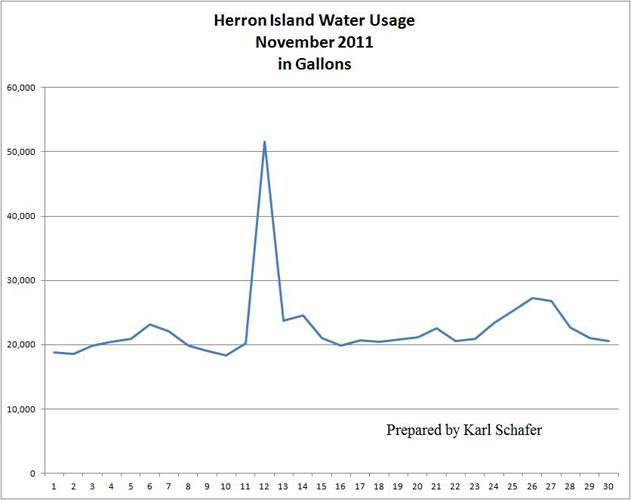 Herron Island Water Usage
November 2011
in Gallons
60,000
50,000
40,000
30,000
20,000
10,000
0
Prepared by Karl Schafer
1 2 3 4 5 6 7 8 9 10 11 12 13 14 15 16 17 18 19 20 21 22 23 24 25 26 27 28 29 30